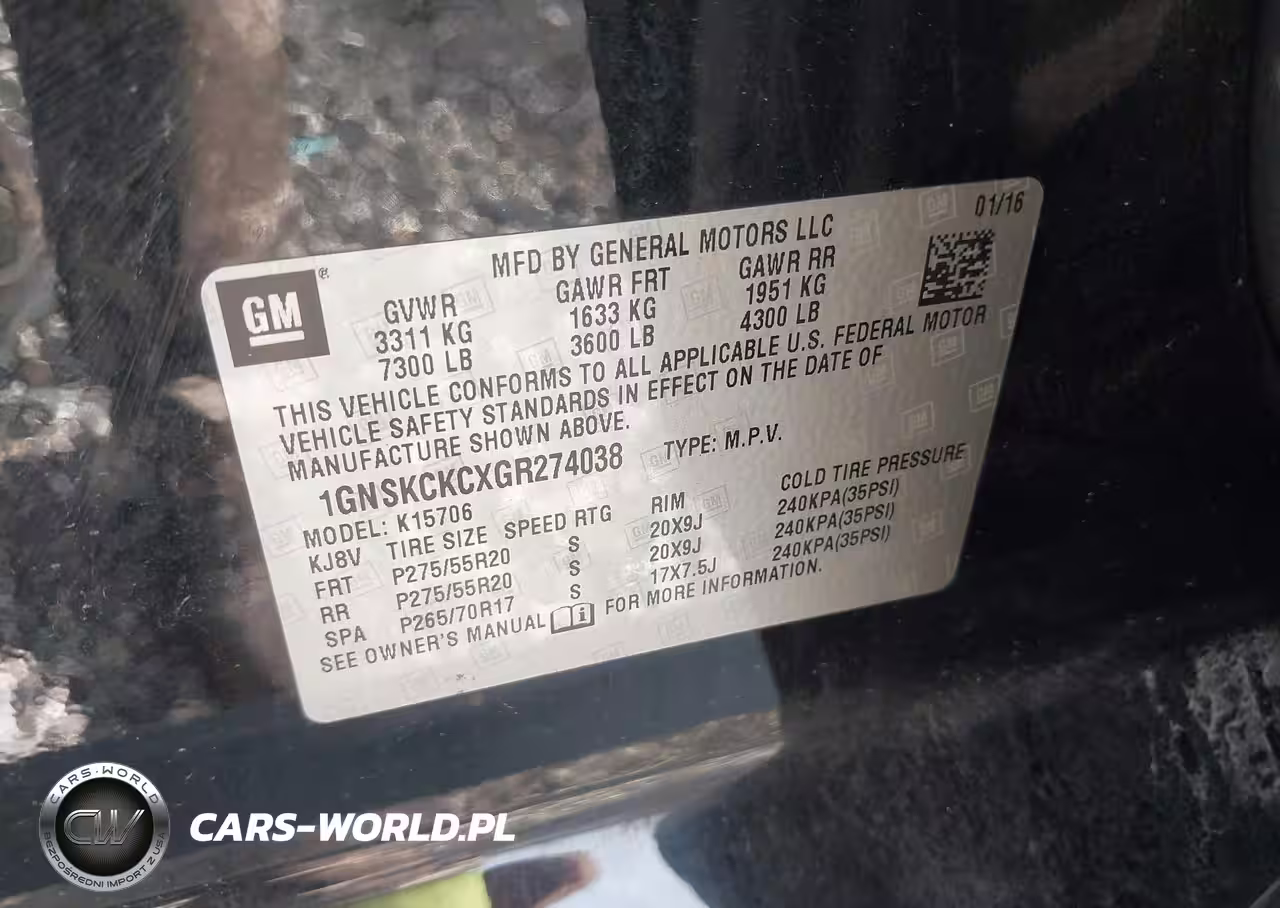 01/16
MFD BY GENERAL MOTORS LLC
GM®
GVWR GAWR FRT GAWR RR
3311 KG 1633 KG 1951 KG
7300 LB 3600 LB 4300 LB
THIS VEHICLE CONFORMS TO ALL APPLICABLE U.S. FEDERAL MOTOR
VEHICLE SAFETY STANDARDS IN EFFECT ON THE DATE OF
MANUFACTURE SHOWN ABOVE.
1GNSKCKCXGR274038 TYPE: M.P.V.
MODEL: K15706
KJ8V TIRE SIZE SPEED RTG RIM COLD TIRE PRESSURE
FRT P275/55R20 S 20X9J 240KPA(35PSI)
RR P275/55R20 S 20X9J 240KPA(35PSI)
SPA P265/70R17 S 17X7.5J 240KPA(35PSI)
SEE OWNER'S MANUAL FOR MORE INFORMATION.
CARS-WORLD
CW
BEZPOŚREDNI IMPORT Z USA
CARS-WORLD.PL